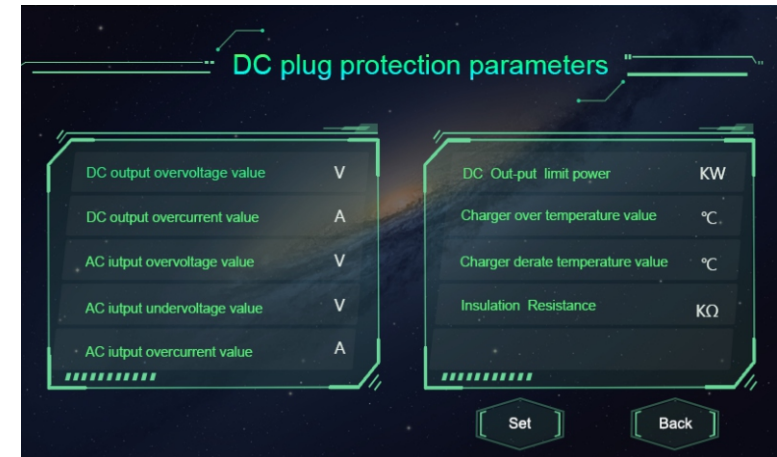 DC plug protection parameters
DC output overvoltage value V
DC output overcurrent value A
AC iutput overvoltage value V
AC iutput undervoltage value V
AC iutput overcurrent value A
DC Out-put limit power KW
Charger over temperature value ℃
Charger derate temperature value ℃
Insulation Resistance KΩ
Set
Back